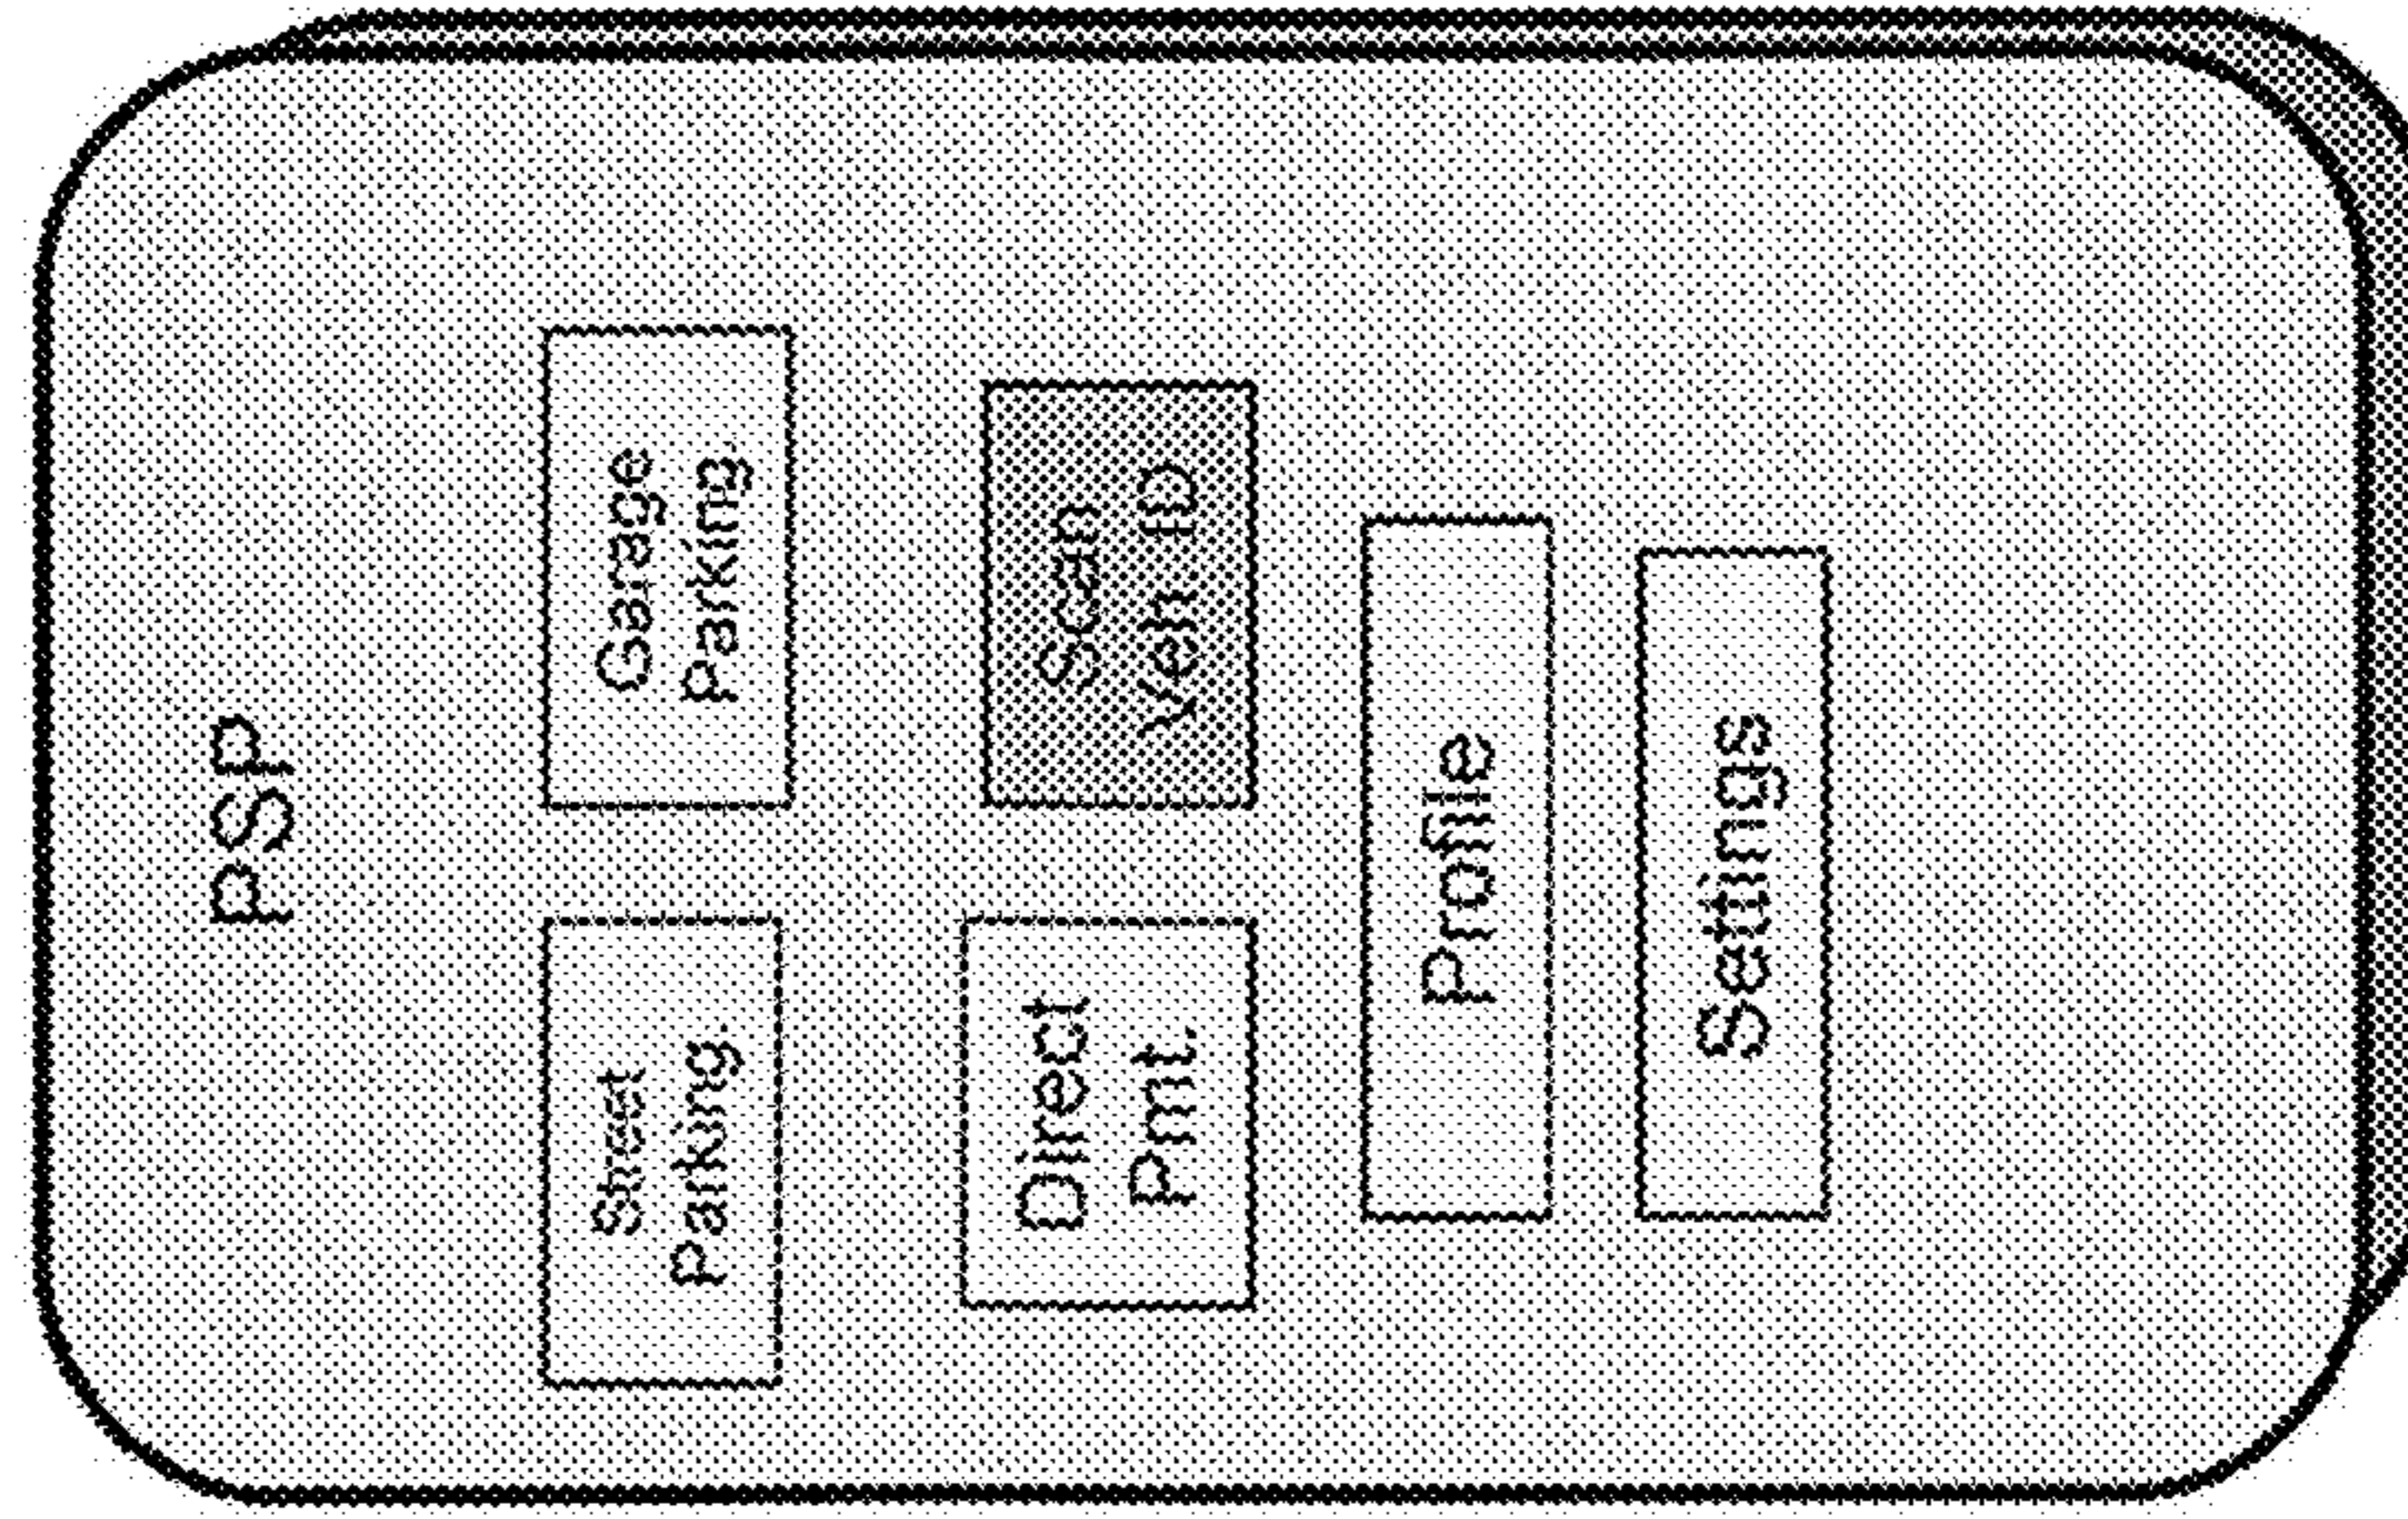 PSP
Street
Parking
Garage
Parking
Direct
Pmt
Scan
Veh ID
Profile
Settings